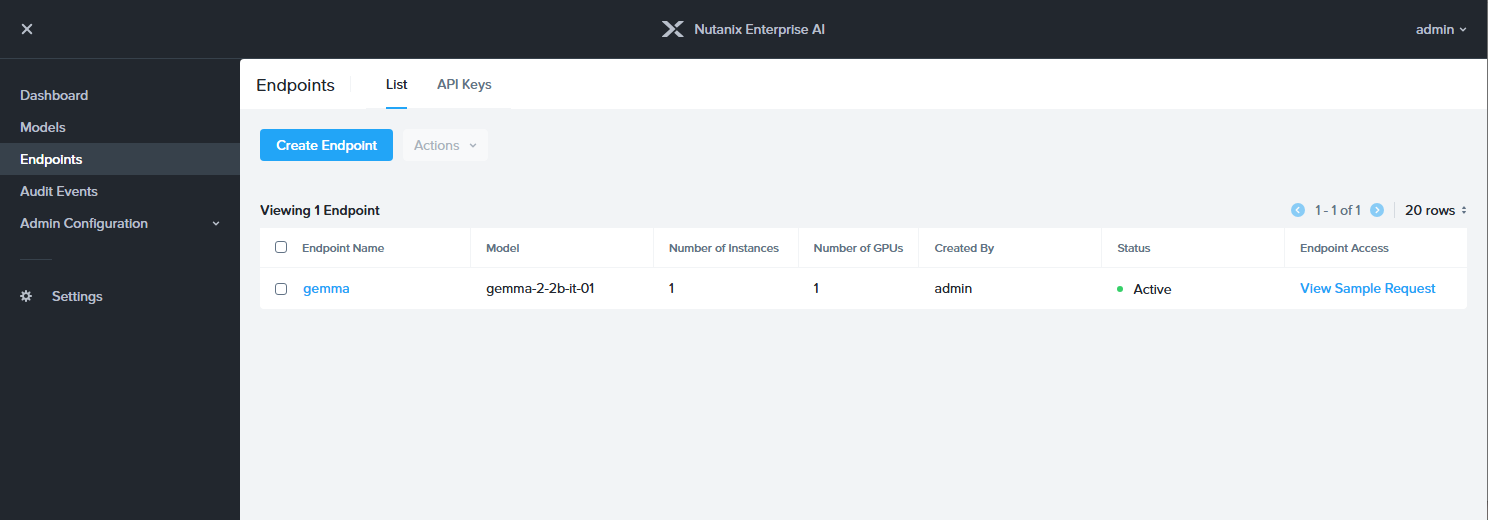 Nutanix Enterprise AI
admin
Dashboard
Models
Endpoints
Audit Events
Admin Configuration
Settings
Endpoints List API Keys
Create Endpoint Actions
Viewing 1 Endpoint 1 - 1 of 1 20 rows
Endpoint Name Model Number of Instances Number of GPUs Created By Status Endpoint Access
gemma gemma-2-2b-it-01 1 1 admin Active View Sample Request